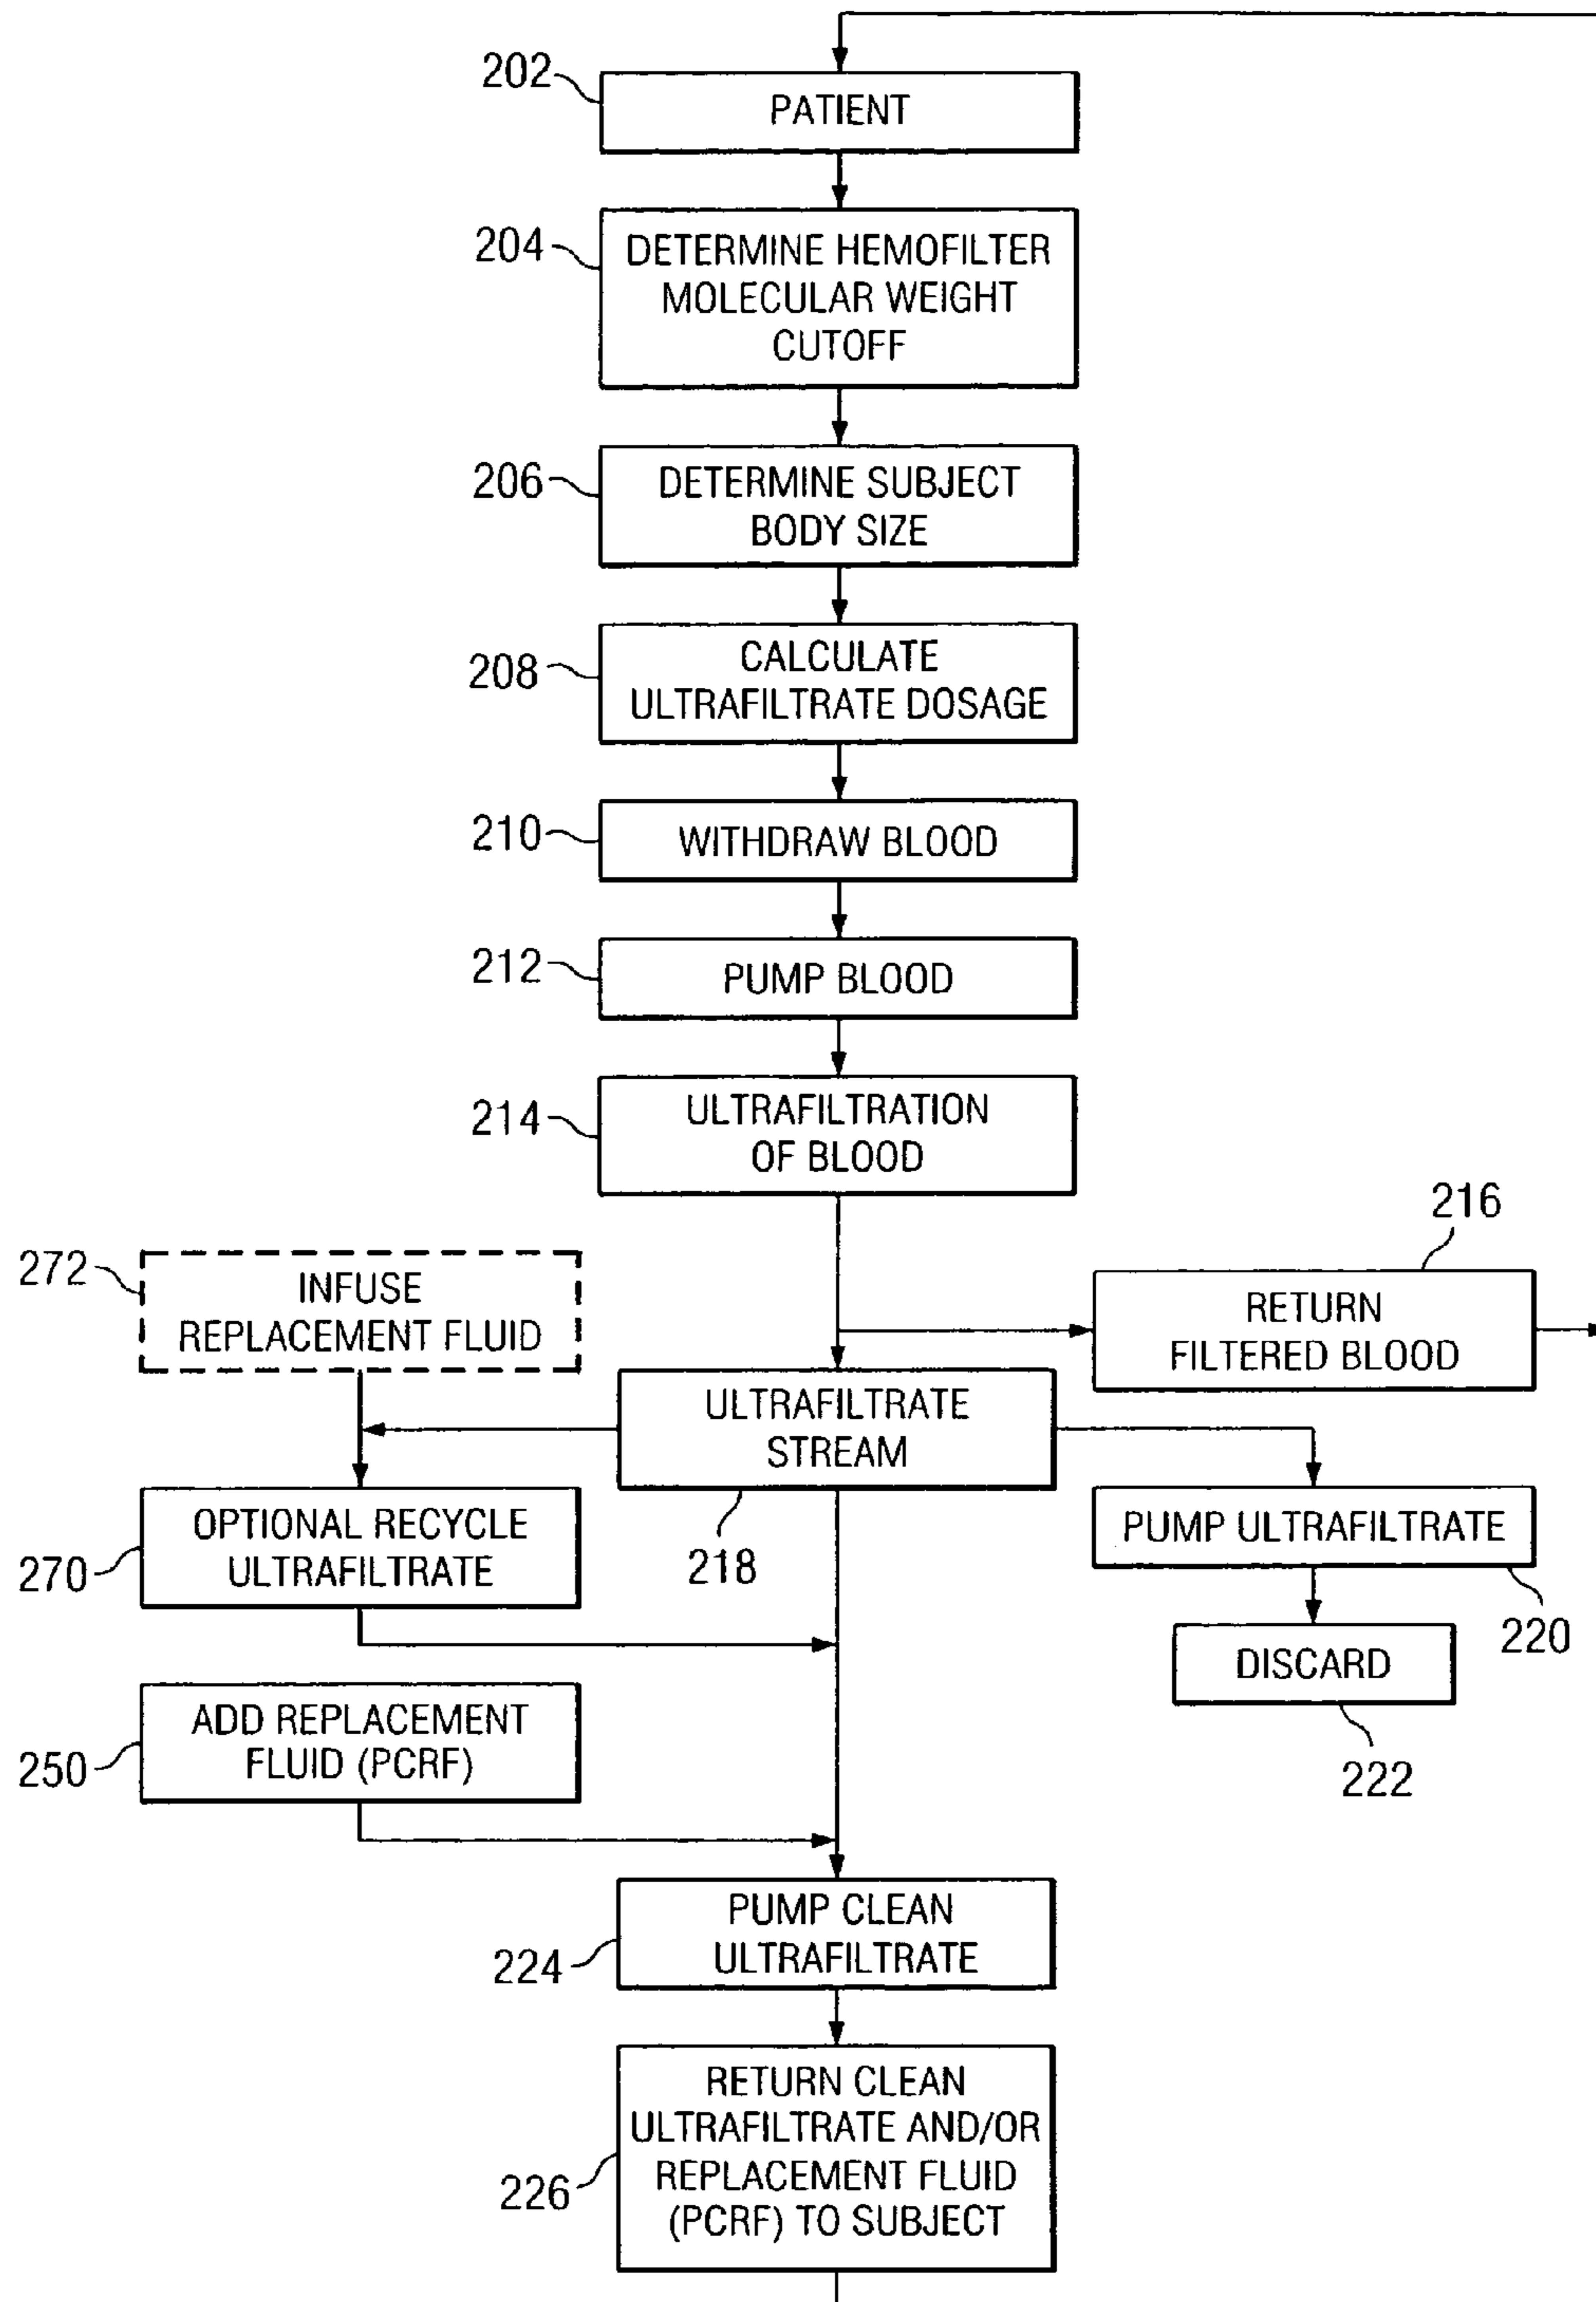 202
PATIENT
204
DETERMINE HEMOFILTER
MOLECULAR WEIGHT
CUTOFF
206
DETERMINE SUBJECT
BODY SIZE
208
CALCULATE
ULTRAFILTRATE DOSAGE
210
WITHDRAW BLOOD
212
PUMP BLOOD
214
ULTRAFILTRATION
OF BLOOD
216
RETURN
FILTERED BLOOD
272
INFUSE
REPLACEMENT FLUID
ULTRAFILTRATE
STREAM
218
270
OPTIONAL RECYCLE
ULTRAFILTRATE
PUMP ULTRAFILTRATE
220
DISCARD
222
250
ADD REPLACEMENT
FLUID (PCRF)
224
PUMP CLEAN
ULTRAFILTRATE
226
RETURN CLEAN
ULTRAFILTRATE AND/OR
REPLACEMENT FLUID
(PCRF) TO SUBJECT